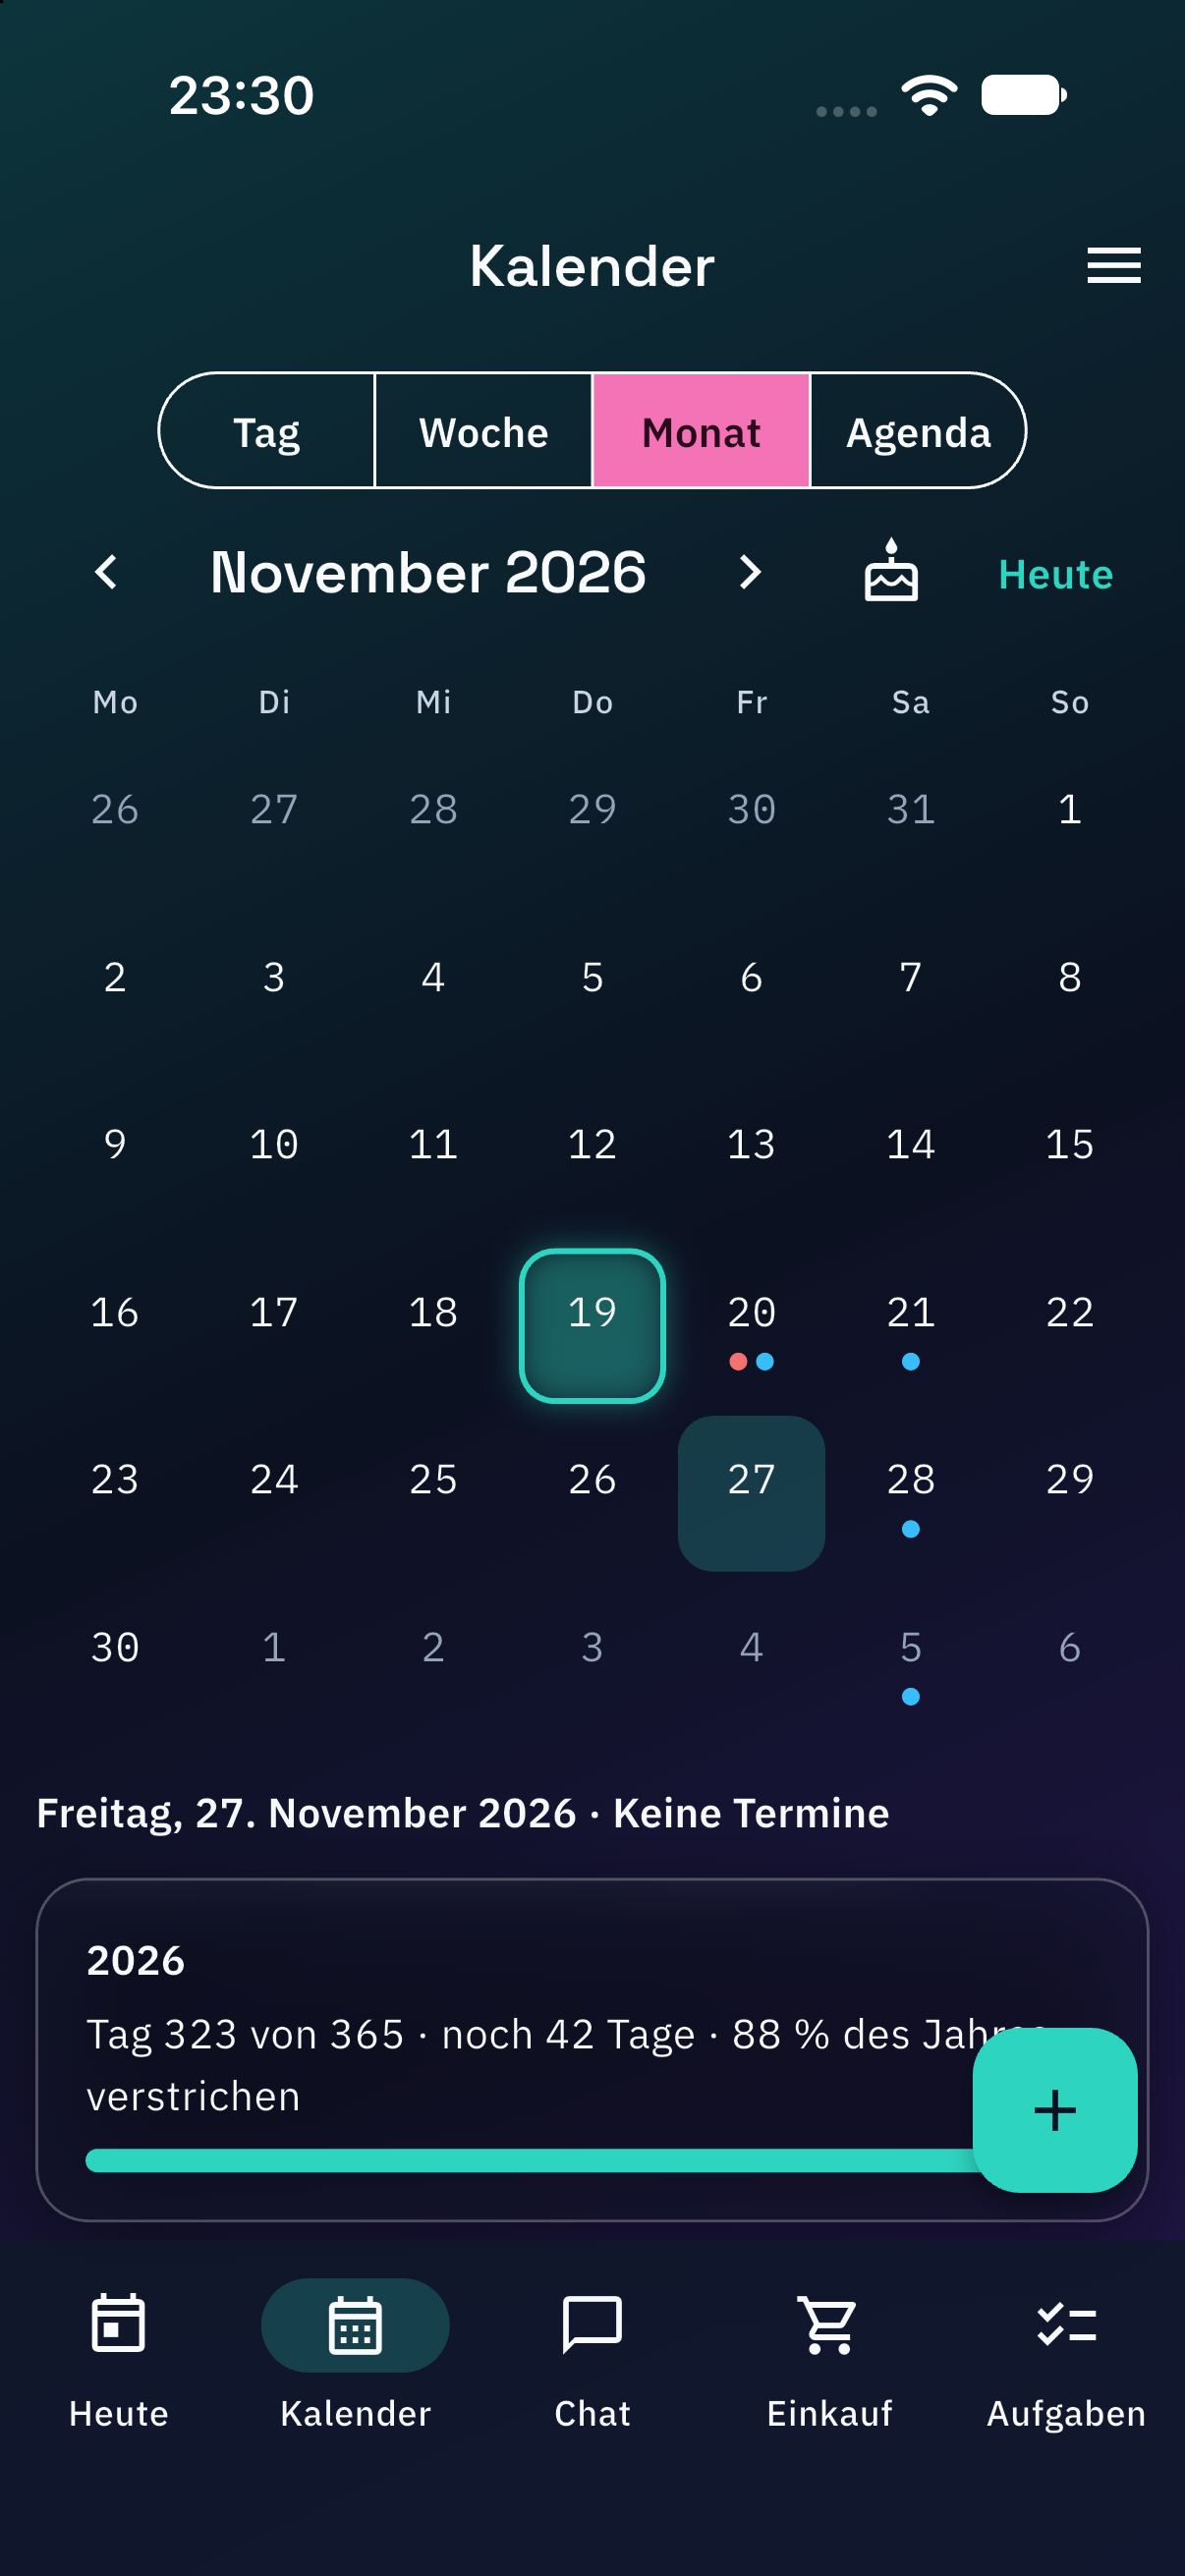 23:30
Kalender
Tag Woche Monat Agenda
November 2026 Heute
Mo Di Mi Do Fr Sa So
26 27 28 29 30 31 1
2 3 4 5 6 7 8
9 10 11 12 13 14 15
16 17 18 19 20 21 22
23 24 25 26 27 28 29
30 1 2 3 4 5 6
Freitag, 27. November 2026 · Keine Termine
2026
Tag 323 von 365 · noch 42 Tage · 88 % des
verstrichen
Heute Kalender Chat Einkauf Aufgaben